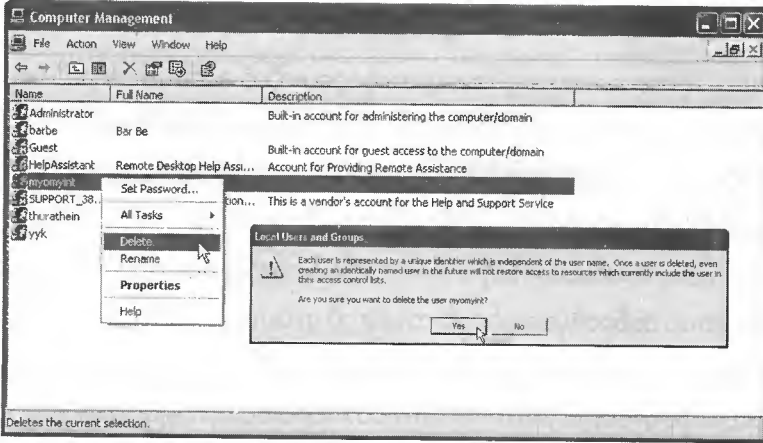 Computer Management
File Action View Window Help
Name Full Name Description
Administrator Built-in account for administering the computer/domain
barbe Bar Be
Guest Built-in account for guest access to the computer/domain
HelpAssistant Remote Desktop Help Assi... Account for Providing Remote Assistance
myomyint
SUPPORT_38... tion... This is a vendor's account for the Help and Support Service
thurathein
yyk
Set Password...
All Tasks
Delete
Rename
Properties
Help
Local Users and Groups
Each user is represented by a unique identifier which is independent of the user name. Once a user is deleted, even
creating an identically named user in the future will not restore access to resources which currently include the user in
their access control lists.
Are you sure you want to delete the user myomyint?
Yes No
Deletes the current selection.